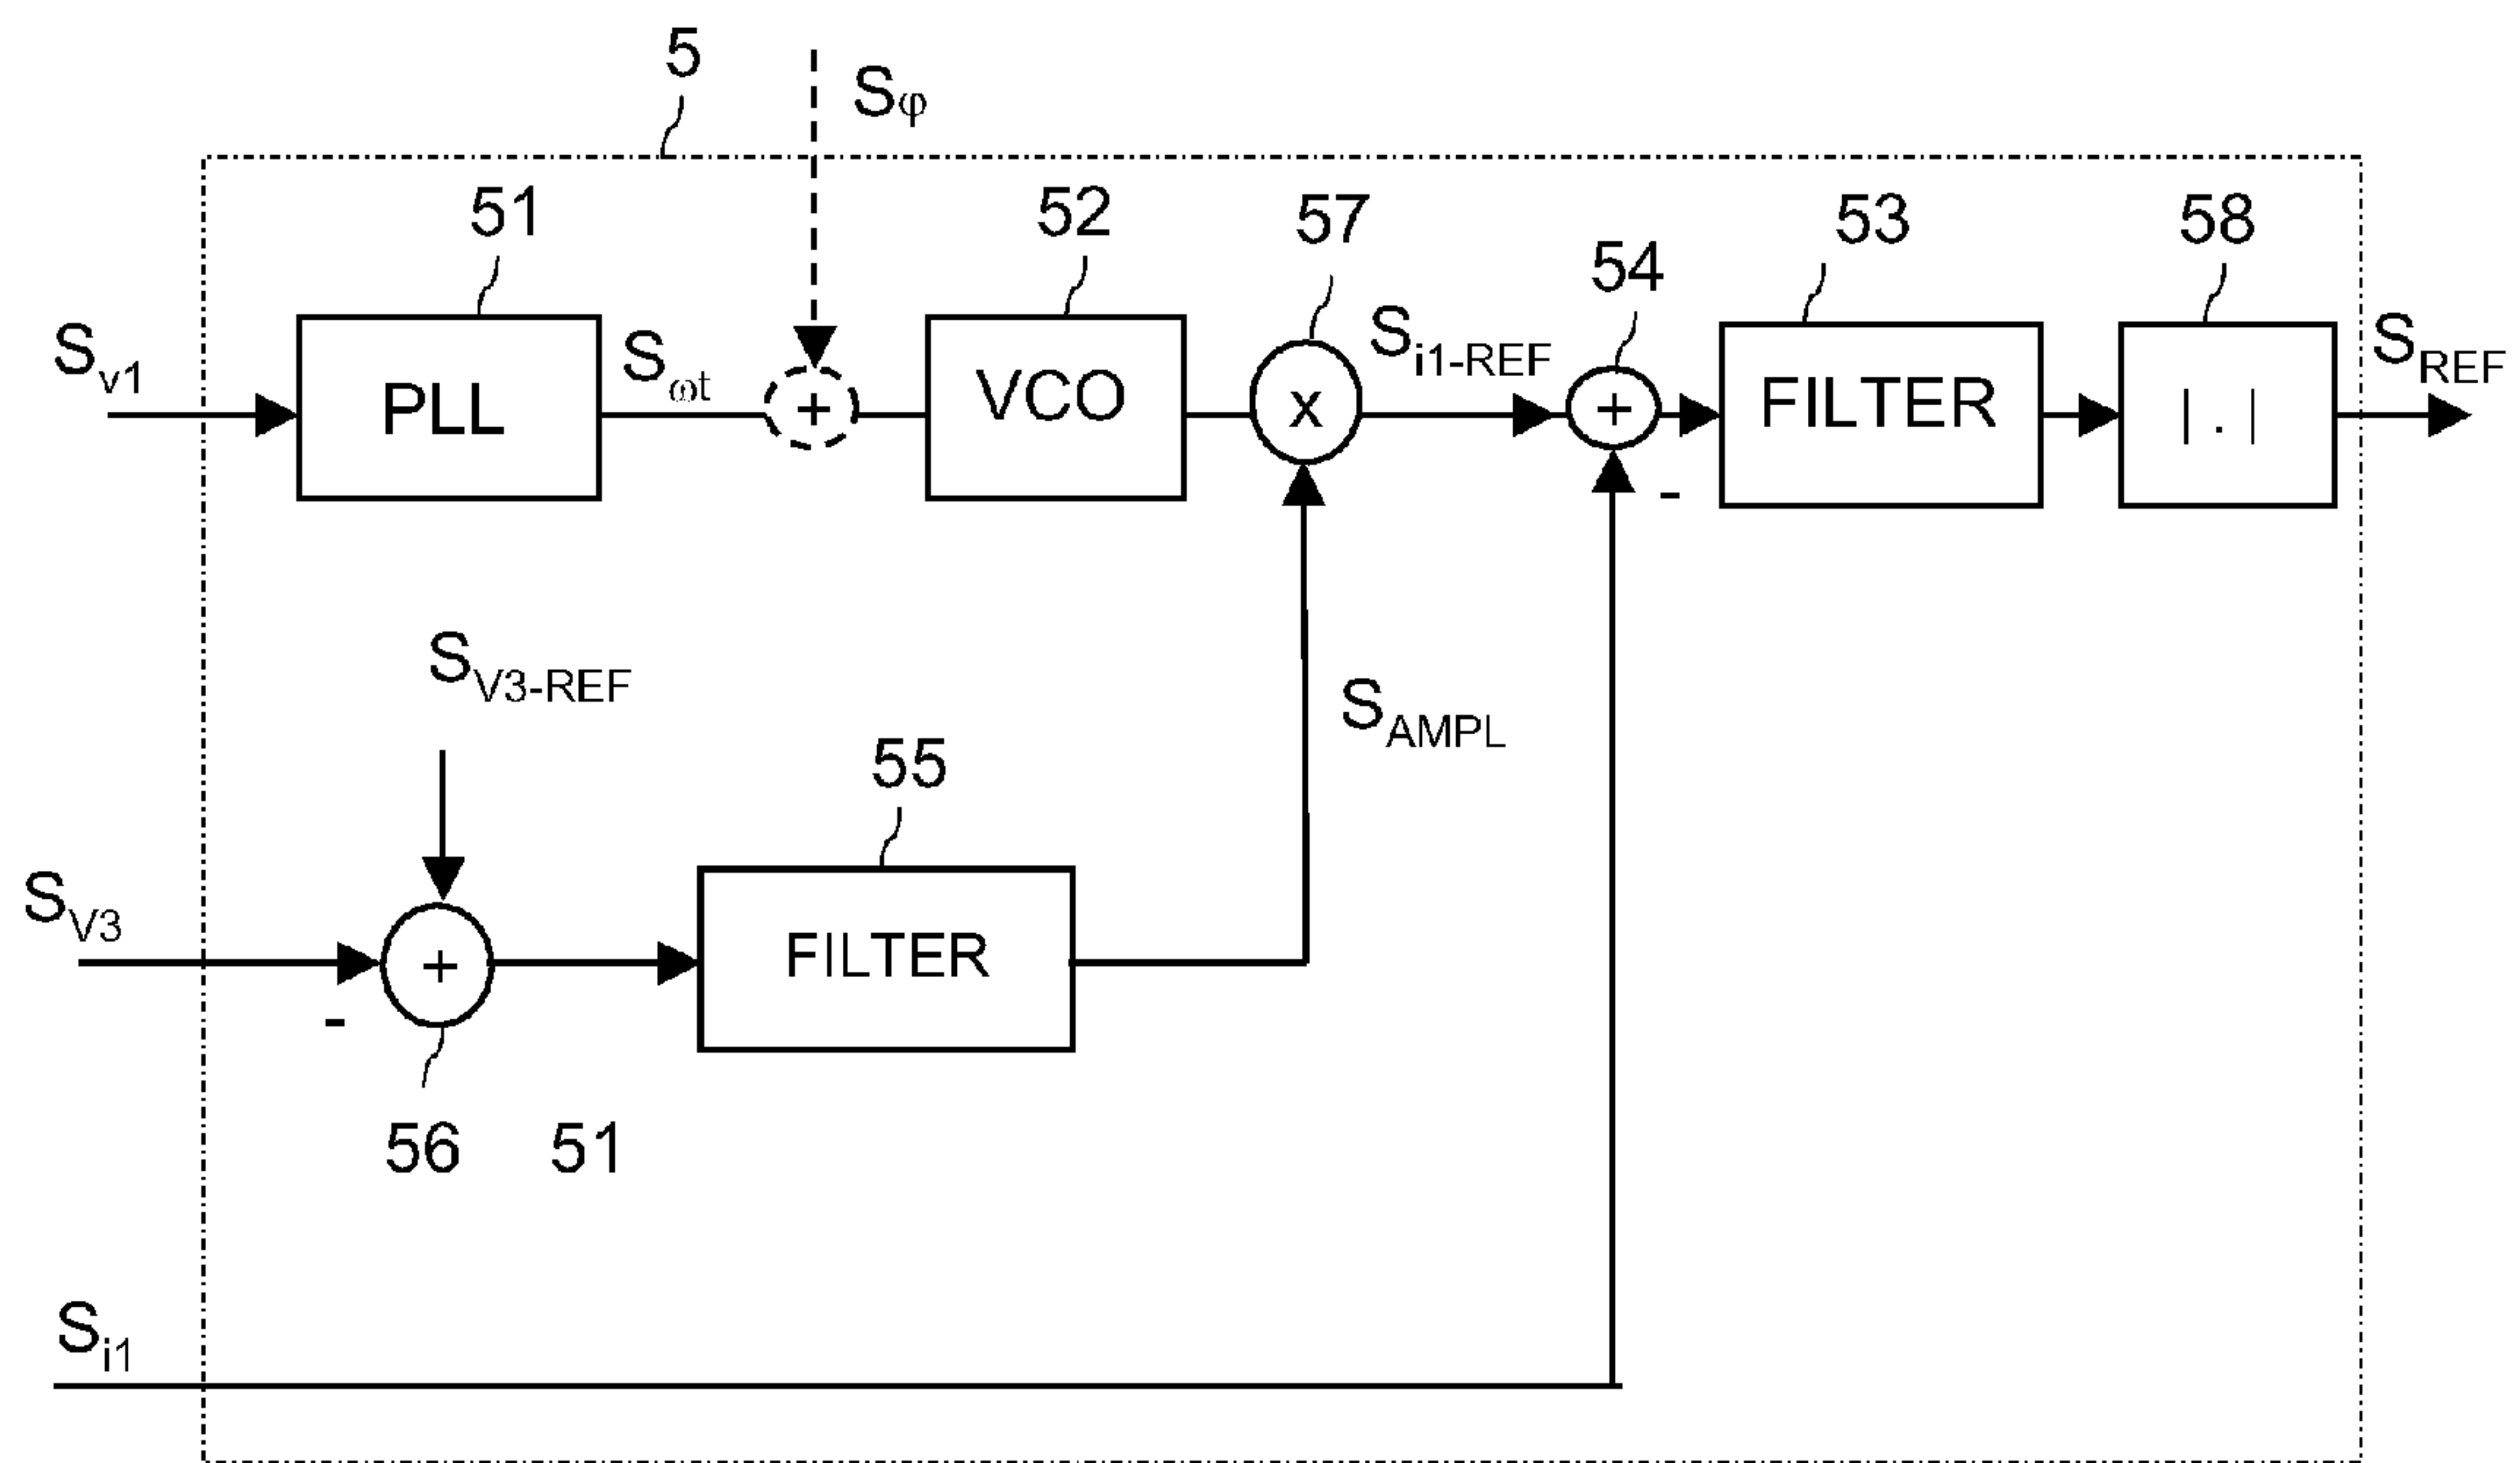 5
Sφ
51
52
57
53
58
54
Sv1
PLL
Sωt
+
VCO
x
Si1-REF
+
-
FILTER
| . |
SREF
SV3-REF
SAMPL
55
SV3
+
-
FILTER
56
51
Si1